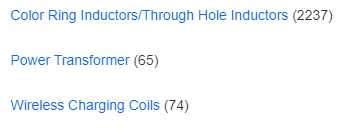 Color Ring Inductors/Through Hole Inductors (2237)
Power Transformer (65)
Wireless Charging Coils (74)